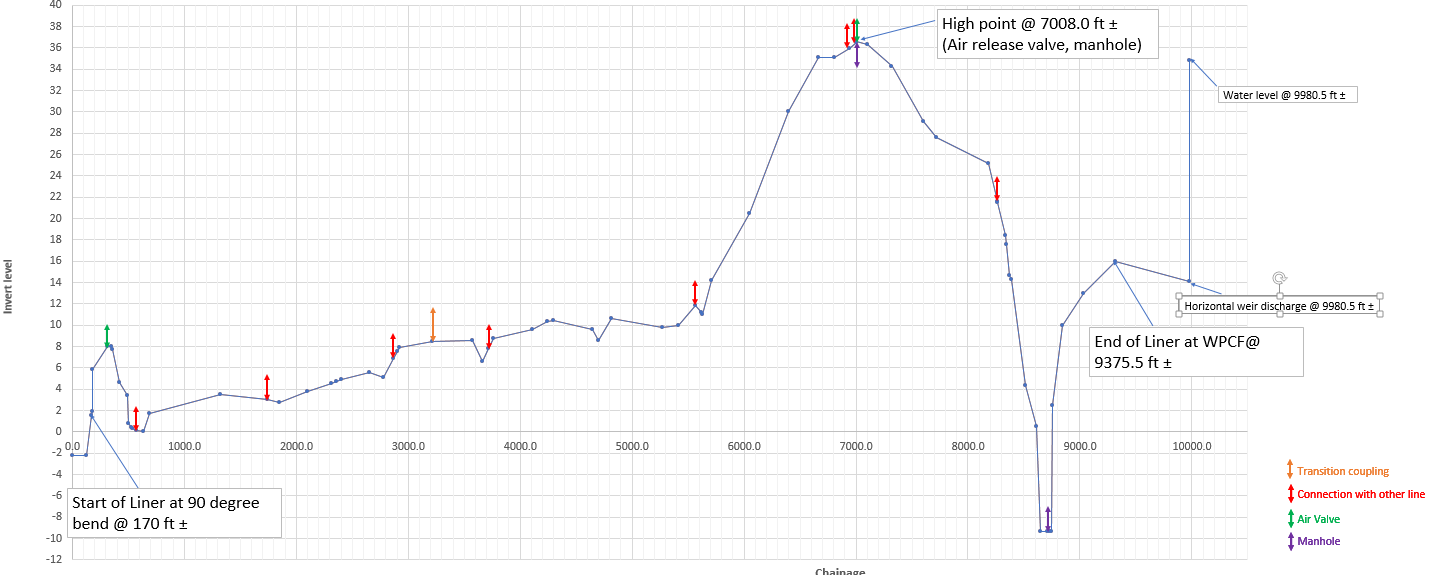 40
38
36
34
32
30
28
26
24
22
20
18
16
14
12
10
8
6
4
2
0
-2
-4
-6
-8
-10
-12
Invert level
0.0 1000.0 2000.0 3000.0 4000.0 5000.0 6000.0 7000.0 8000.0 9000.0 10000.0
Chainage
High point @ 7008.0 ft ±
(Air release valve, manhole)
Water level @ 9980.5 ft ±
Horizontal weir discharge @ 9980.5 ft ±
End of Liner at WPCF@
9375.5 ft ±
Start of Liner at 90 degree
bend @ 170 ft ±
Transition coupling
Connection with other line
Air Valve
Manhole